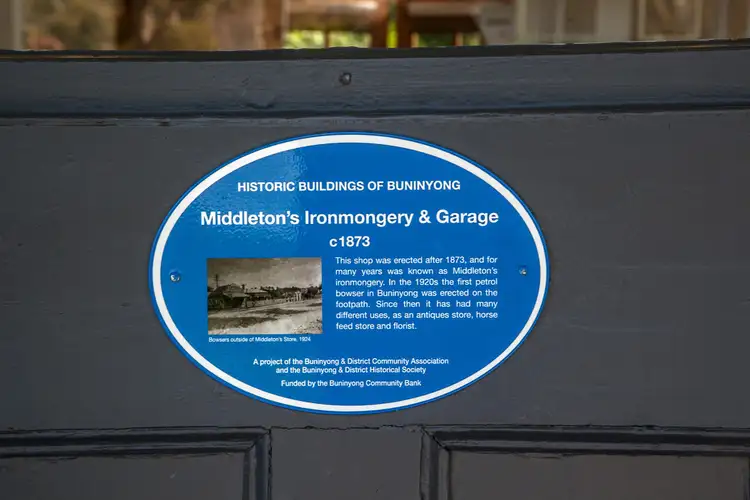 HISTORIC BUILDINGS OF BUNINYONG
Middleton's Ironmongery & Garage
c1873
This shop was erected after 1873, and for
many years was known as Middleton's
ironmongery. In the 1920s the first petrol
bowser in Buninyong was erected on the
footpath. Since then it has had many
different uses, as an antiques store, horse
feed store and florist.
Bowsers outside of Middleton's Store, 1924
A project of the Buninyong & District Community Association
and the Buninyong & District Historical Society
Funded by the Buninyong Community Bank